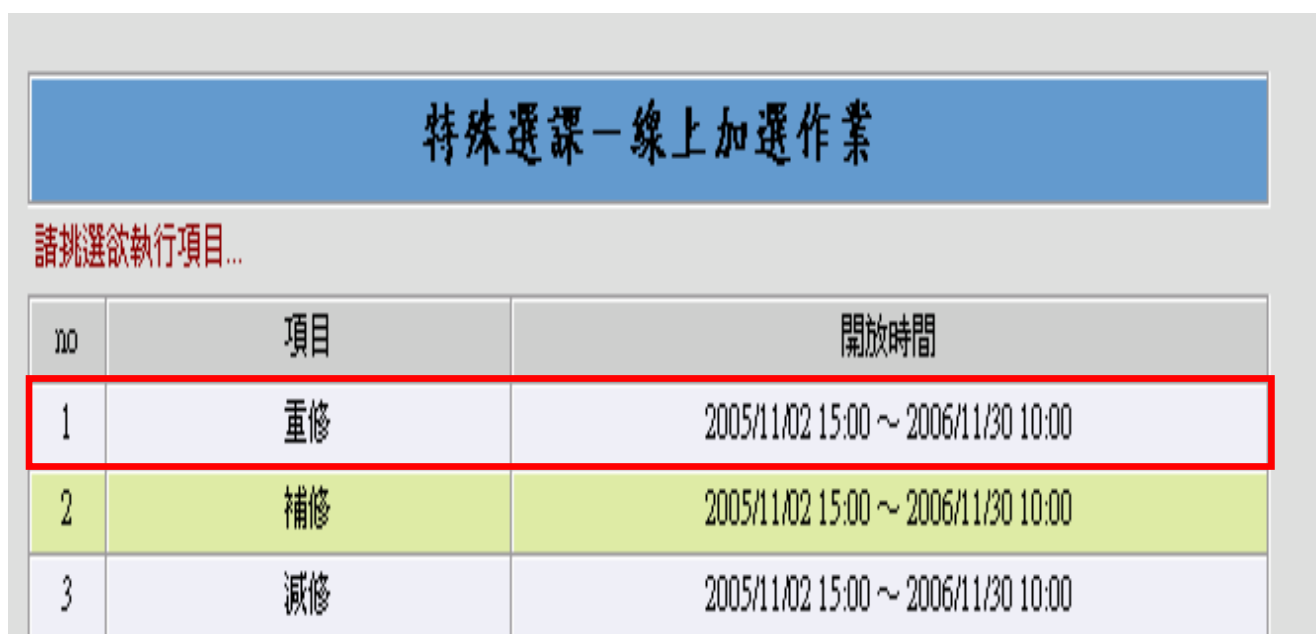 特殊選課－線上加選作業
請挑選欲執行項目...
no 項目 開放時間
1 重修 2005/11/02 15:00 ～ 2006/11/30 10:00
2 補修 2005/11/02 15:00 ～ 2006/11/30 10:00
3 減修 2005/11/02 15:00 ～ 2006/11/30 10:00